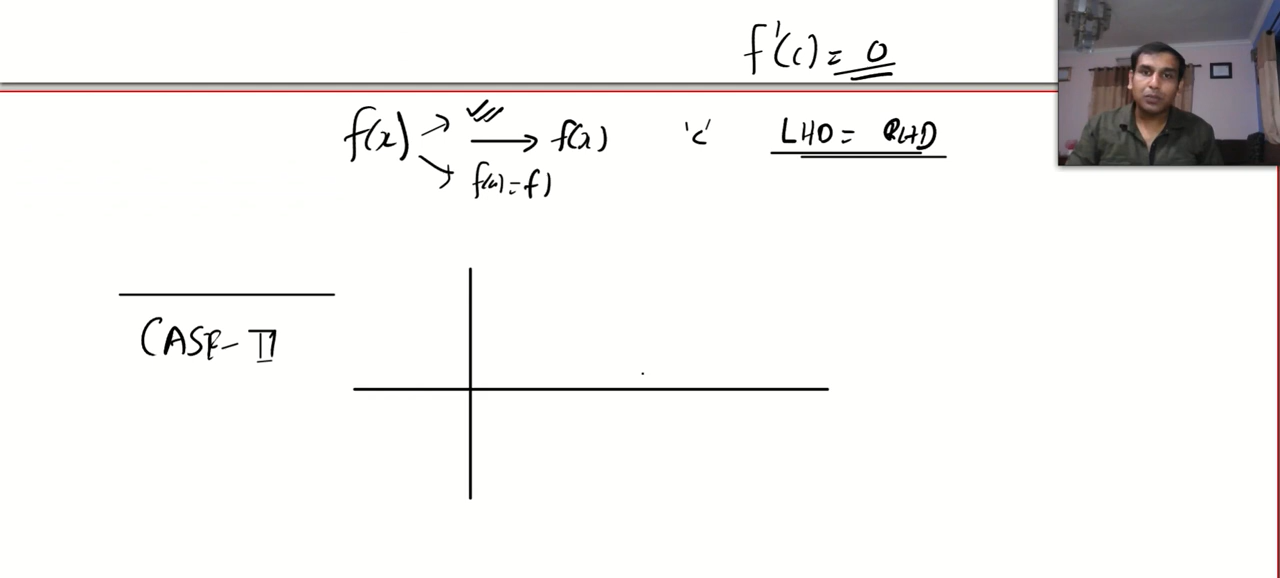 f'(c) = 0
f(x) → f(x) 'c' LHD = RHD
f(a) = f)
CASE-II